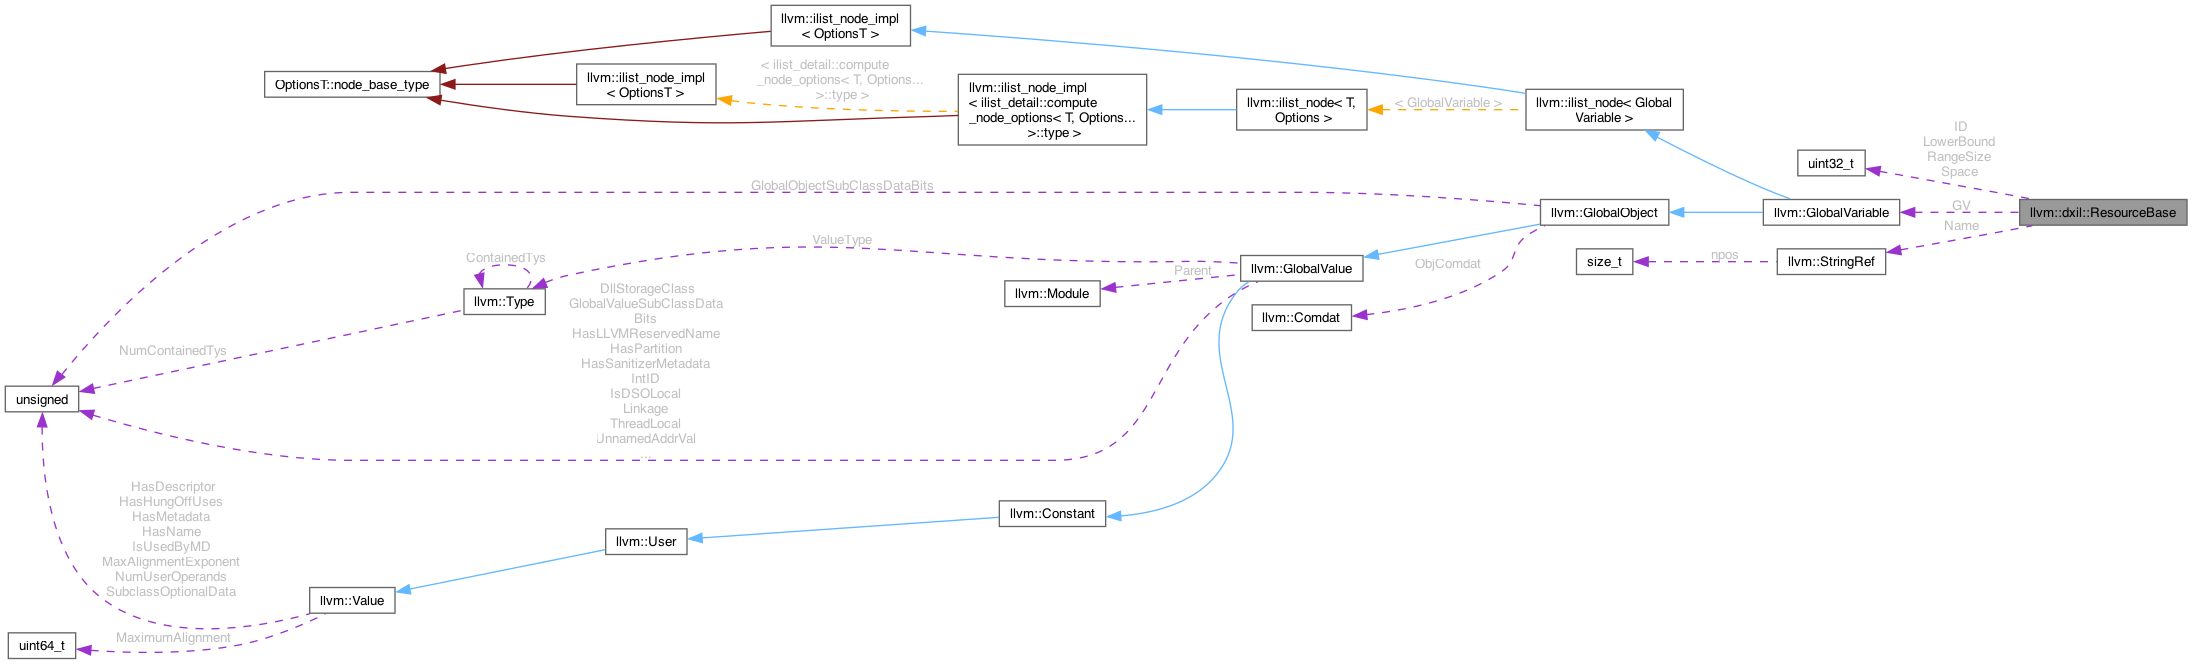 llvm::ilist_node_impl
< OptionsT >
OptionsT::node_base_type
llvm::ilist_node_impl
< OptionsT >
< ilist_detail::compute
_node_options< T, Options...
>::type >
llvm::ilist_node_impl
< ilist_detail::compute
_node_options< T, Options...
>::type >
llvm::ilist_node< T,
Options >
< GlobalVariable >
llvm::ilist_node< Global
Variable >
ID
LowerBound
RangeSize
Space
uint32_t
GlobalObjectSubClassDataBits
llvm::GlobalObject
llvm::GlobalVariable
GV
llvm::dxil::ResourceBase
Name
ValueType
ContainedTys
llvm::Type
Parent
llvm::Module
llvm::GlobalValue
ObjComdat
llvm::Comdat
size_t
npos
llvm::StringRef
DllStorageClass
GlobalValueSubClassData
Bits
HasLLVMReservedName
HasPartition
HasSanitizerMetadata
IntID
IsDSOLocal
Linkage
ThreadLocal
UnnamedAddrVal
...
NumContainedTys
unsigned
HasDescriptor
HasHungOffUses
HasMetadata
HasName
IsUsedByMD
MaxAlignmentExponent
NumUserOperands
SubclassOptionalData
llvm::Constant
llvm::User
llvm::Value
MaximumAlignment
uint64_t